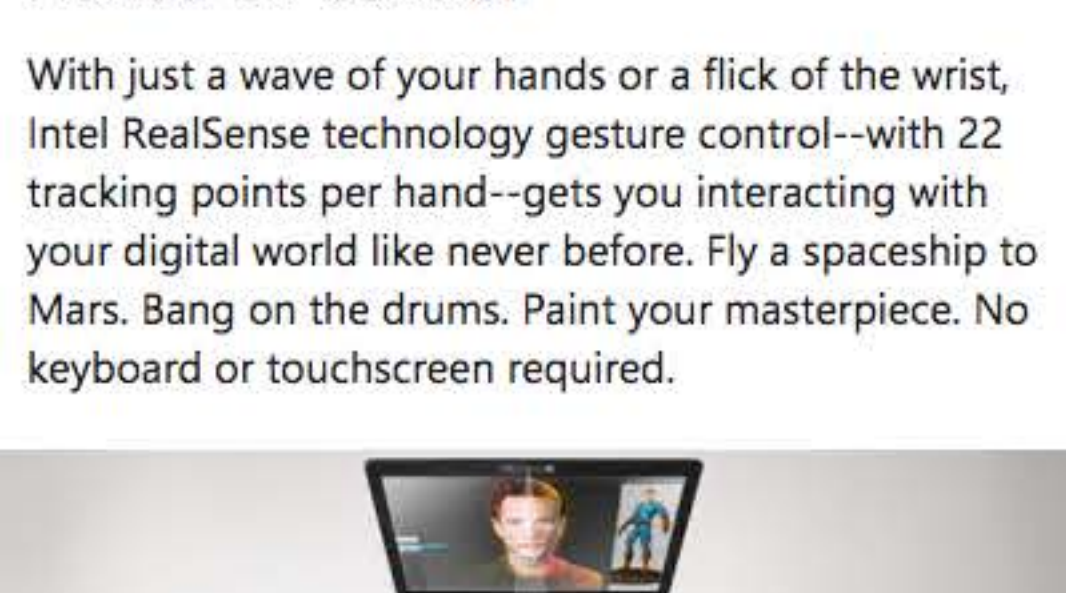 With just a wave of your hands or a flick of the wrist,
Intel RealSense technology gesture control--with 22
tracking points per hand--gets you interacting with
your digital world like never before. Fly a spaceship to
Mars. Bang on the drums. Paint your masterpiece. No
keyboard or touchscreen required.